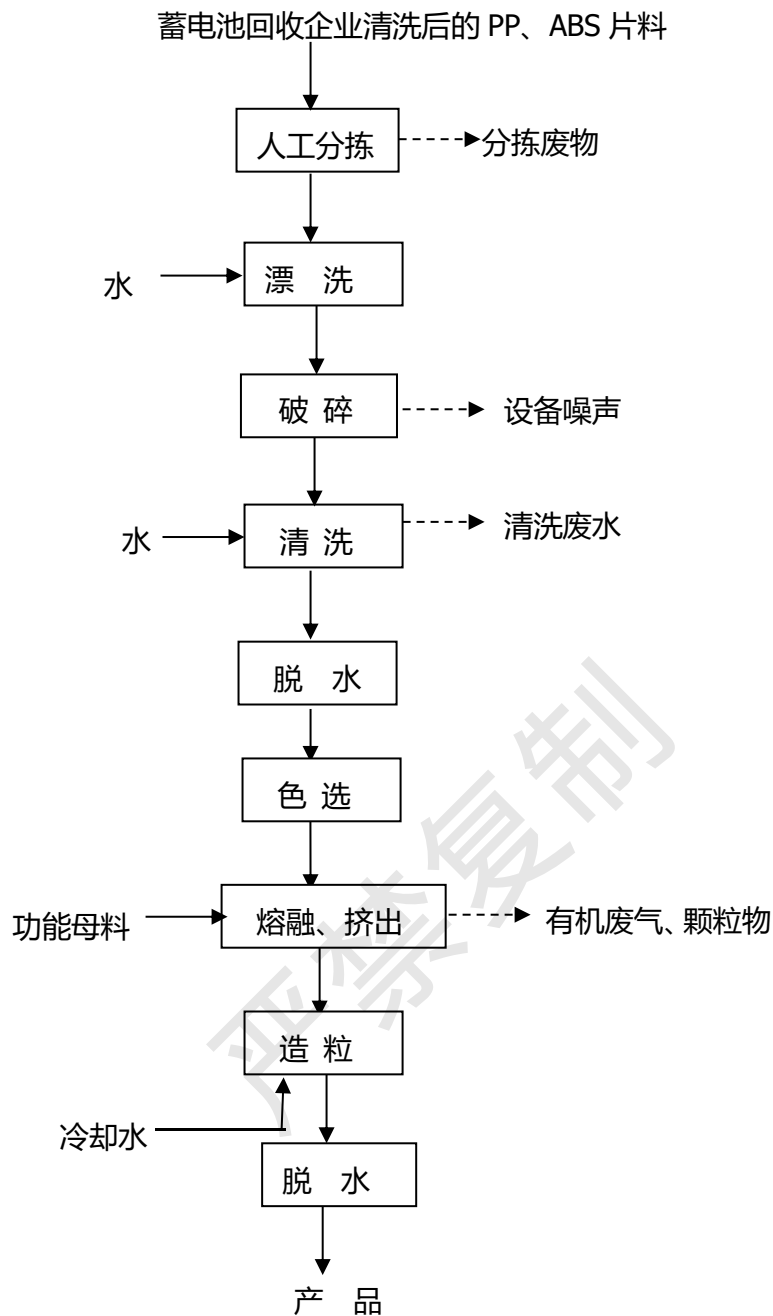 蓄电池回收企业清洗后的 PP、ABS 片料
人工分拣
分拣废物
水
漂 洗
破 碎
设备噪声
水
清 洗
清洗废水
脱 水
色 选
功能母料
熔融、挤出
有机废气、颗粒物
造 粒
冷却水
脱 水
产 品
严禁复制